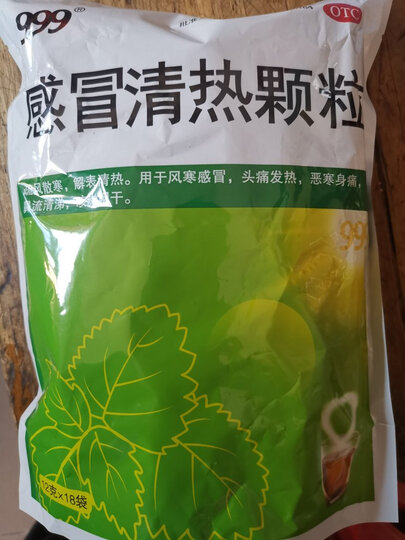 999®
OTC
感冒清热颗粒
风散寒，解表清热。用于风寒感冒，头痛发热，恶寒身痛，
鼻流清涕，干。
99
12克×18袋